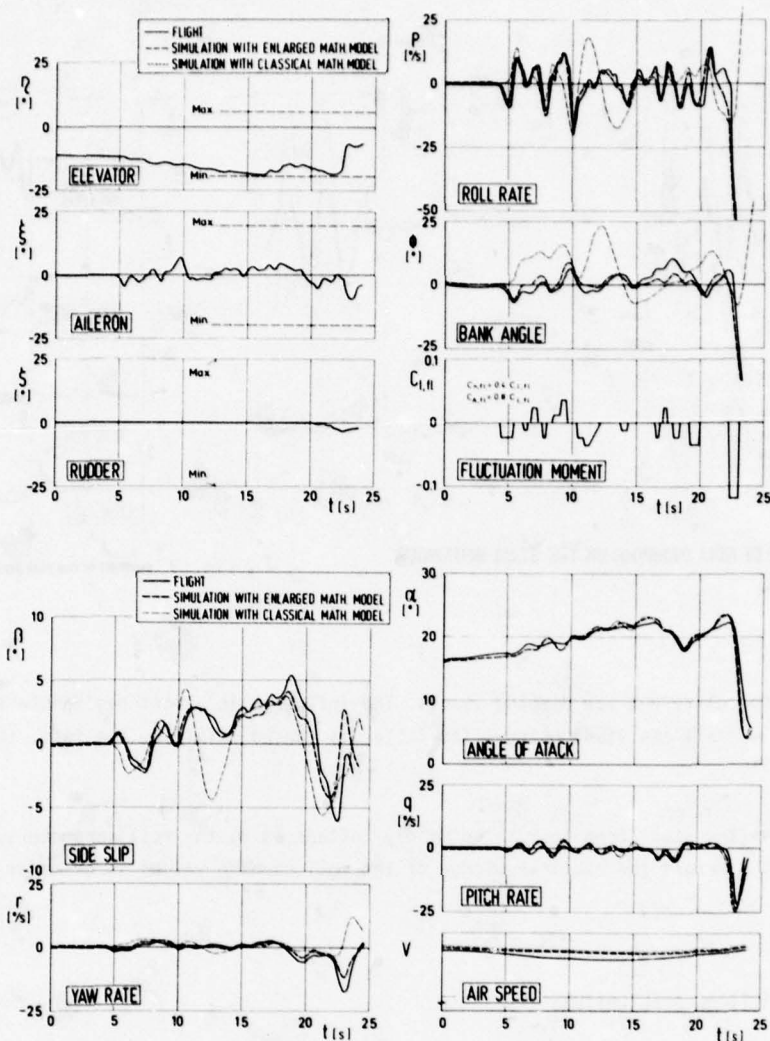 FLIGHT
SIMULATION WITH ENLARGED MATH MODEL
SIMULATION WITH CLASSICAL MATH MODEL
η
[°]
25
0
-25
Max
Min
ELEVATOR
ξ
[°]
25
0
-25
Max
Min
AILERON
ζ
[°]
25
0
-25
Max
Min
RUDDER
0 5 10 15 20 25
t [s]
P
[°/s]
25
0
-25
-50
ROLL RATE
Φ
[°]
25
0
-25
BANK ANGLE
C l,fl
0.1
0
-0.1
FLUCTUATION MOMENT
0 5 10 15 20 25
t [s]
FLIGHT
SIMULATION WITH ENLARGED MATH MODEL
SIMULATION WITH CLASSICAL MATH MODEL
β
[°]
10
5
0
-5
-10
SIDE SLIP
r
[°/s]
25
0
-25
YAW RATE
0 5 10 15 20 25
t [s]
α
[°]
30
20
10
0
ANGLE OF ATACK
q
[°/s]
25
0
-25
PITCH RATE
V
AIR SPEED
0 5 10 15 20 25
t [s]